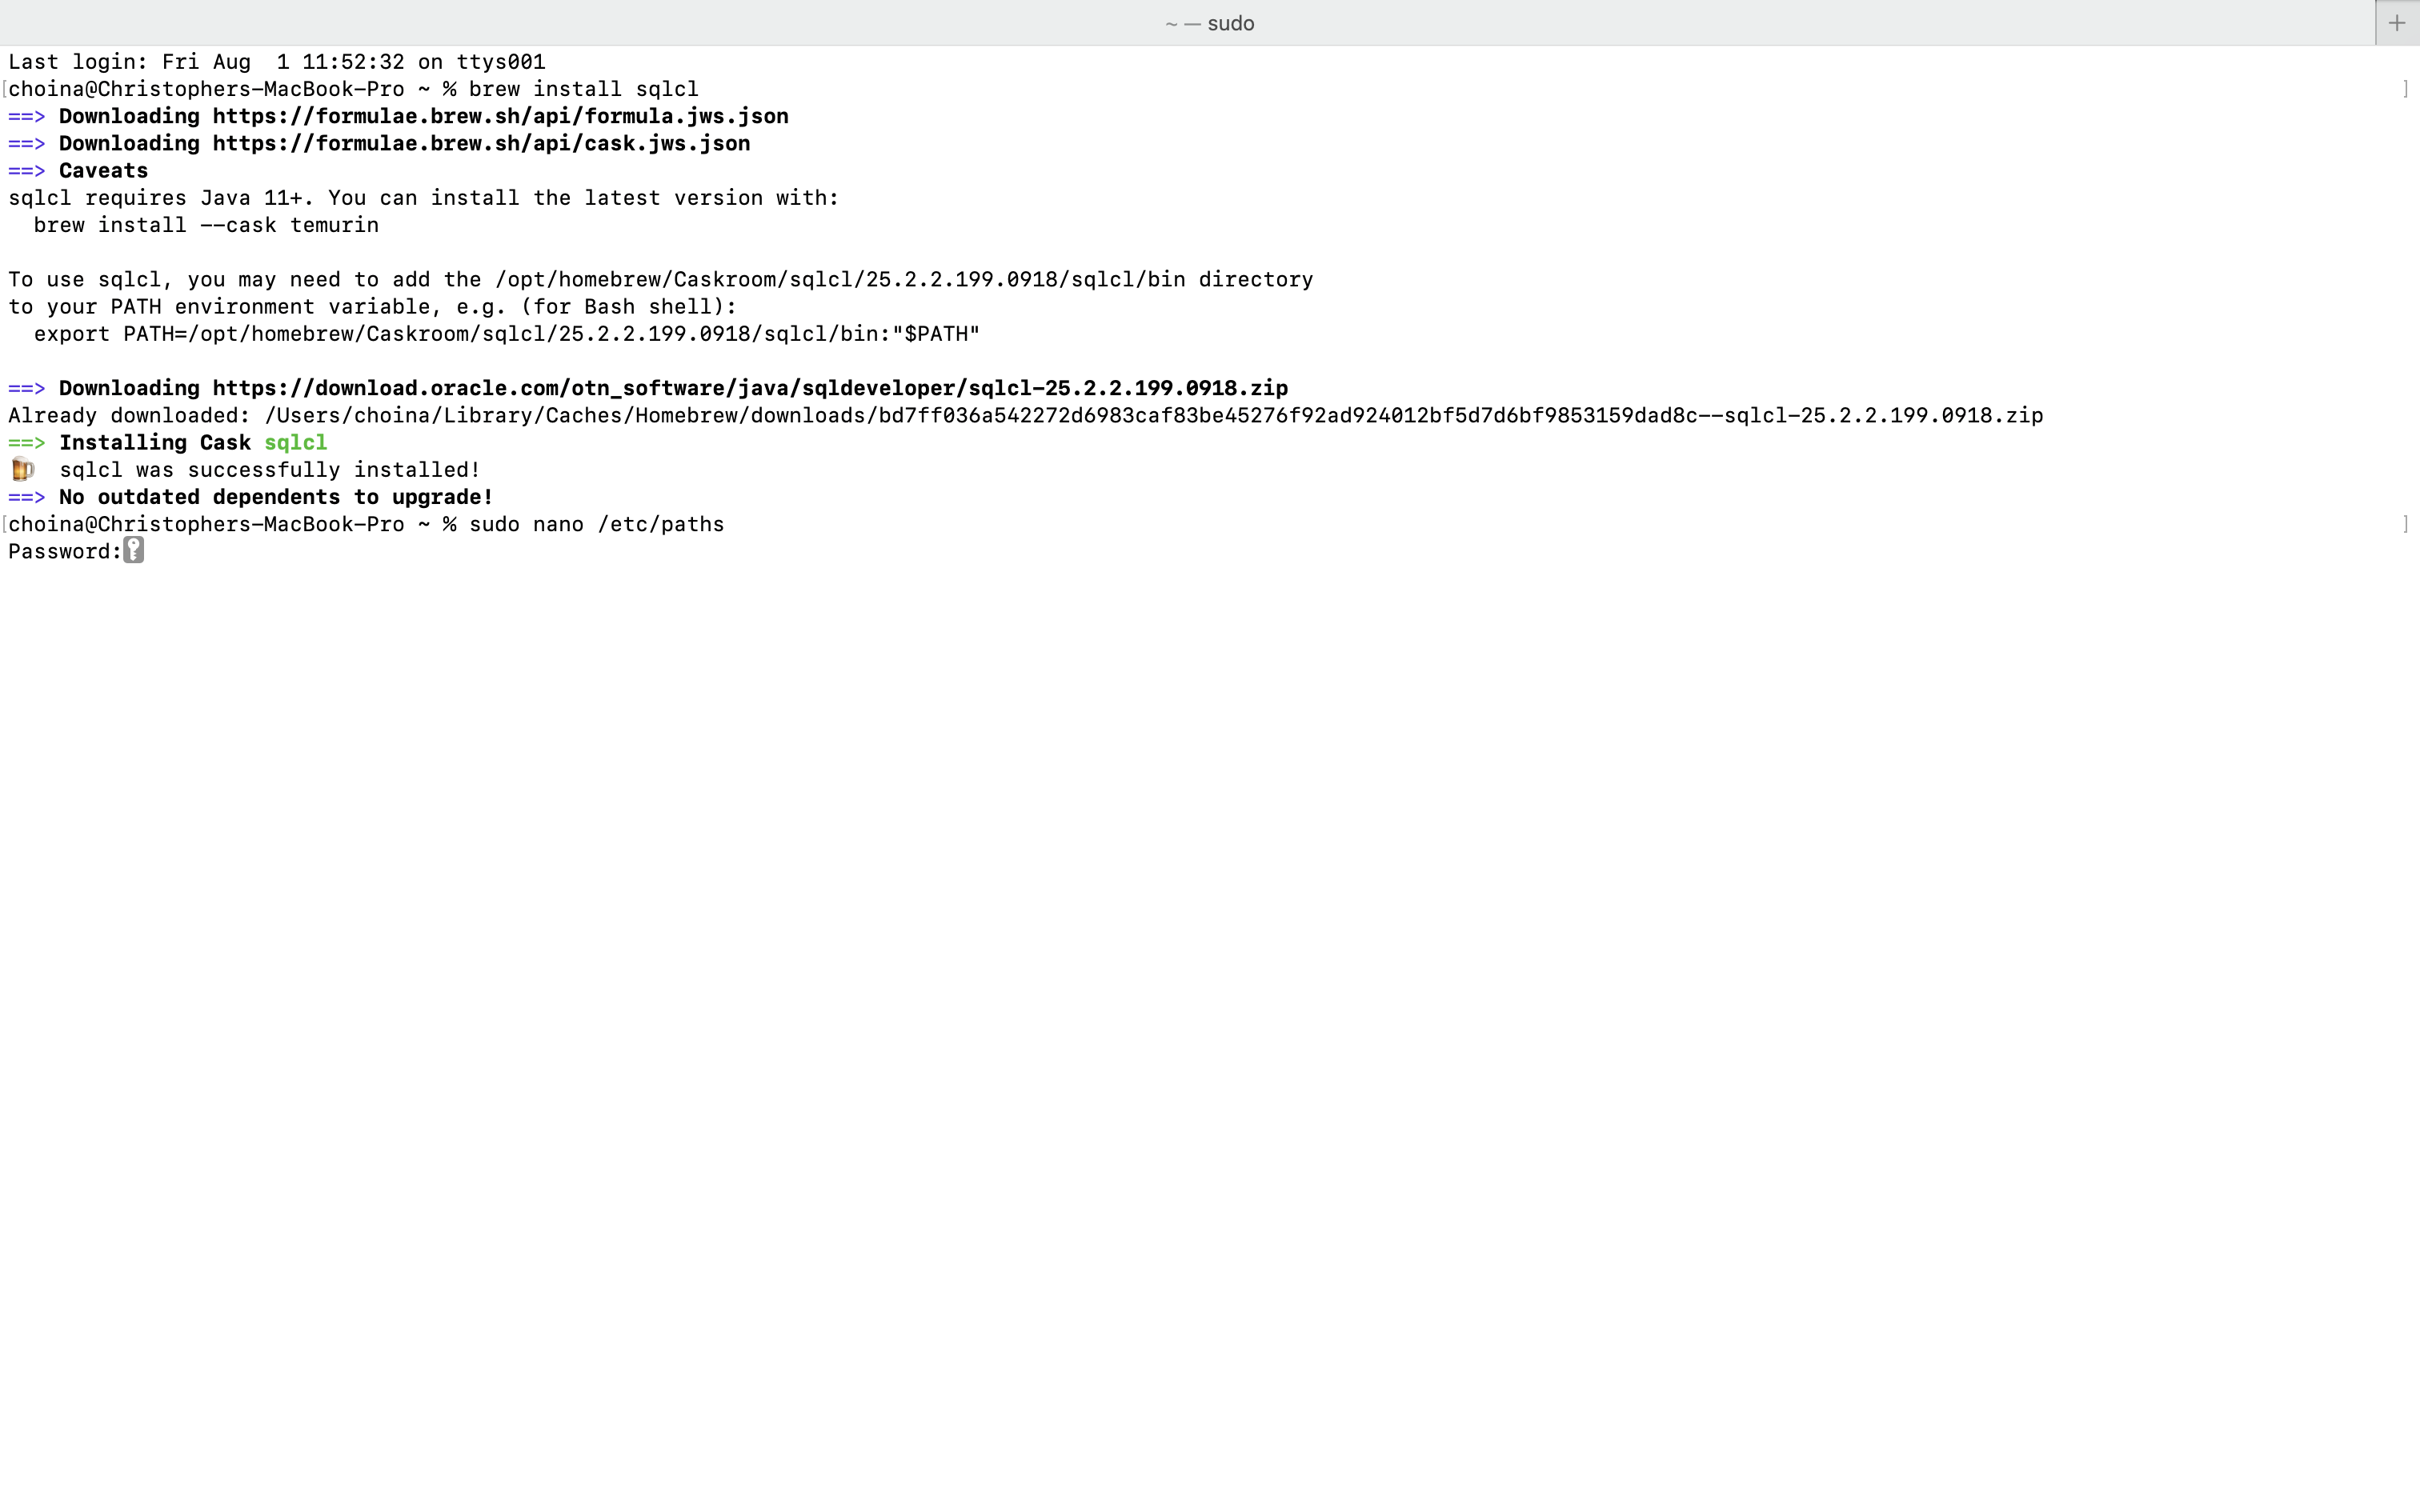 ~ — sudo
Last login: Fri Aug  1 11:52:32 on ttys001
[choina@Christophers-MacBook-Pro ~ % brew install sqlcl ]
==> Downloading https://formulae.brew.sh/api/formula.jws.json
==> Downloading https://formulae.brew.sh/api/cask.jws.json
==> Caveats
sqlcl requires Java 11+. You can install the latest version with:
  brew install --cask temurin

To use sqlcl, you may need to add the /opt/homebrew/Caskroom/sqlcl/25.2.2.199.0918/sqlcl/bin directory
to your PATH environment variable, e.g. (for Bash shell):
  export PATH=/opt/homebrew/Caskroom/sqlcl/25.2.2.199.0918/sqlcl/bin:"$PATH"

==> Downloading https://download.oracle.com/otn_software/java/sqldeveloper/sqlcl-25.2.2.199.0918.zip
Already downloaded: /Users/choina/Library/Caches/Homebrew/downloads/bd7ff036a542272d6983caf83be45276f92ad924012bf5d7d6bf9853159dad8c--sqlcl-25.2.2.199.0918.zip
==> Installing Cask sqlcl
🍺  sqlcl was successfully installed!
==> No outdated dependents to upgrade!
[choina@Christophers-MacBook-Pro ~ % sudo nano /etc/paths ]
Password: